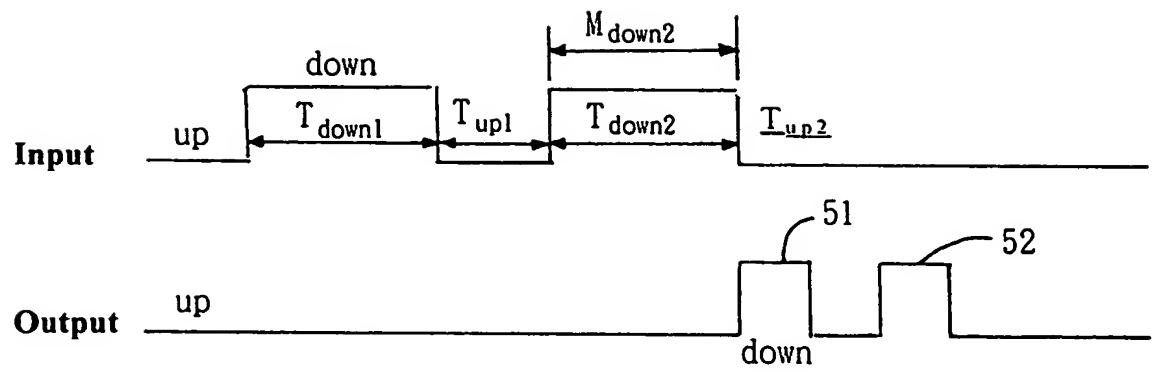 M_down2
down
up
T_down1
T_up1
T_down2
T_up2
Input
51
52
up
Output
down